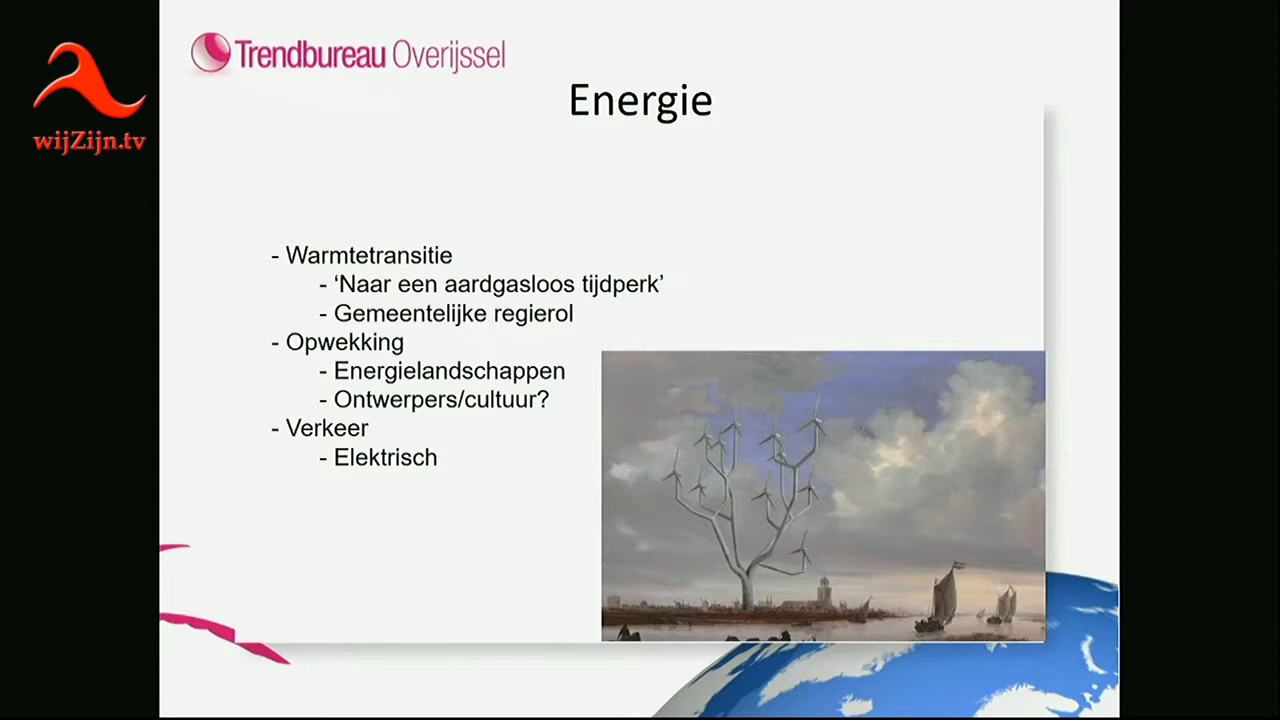 Trendbureau Overijssel
wijZijn.tv
Energie
- Warmtetransitie
- ‘Naar een aardgasloos tijdperk’
- Gemeentelijke regierol
- Opwekking
- Energielandschappen
- Ontwerpers/cultuur?
- Verkeer
- Elektrisch